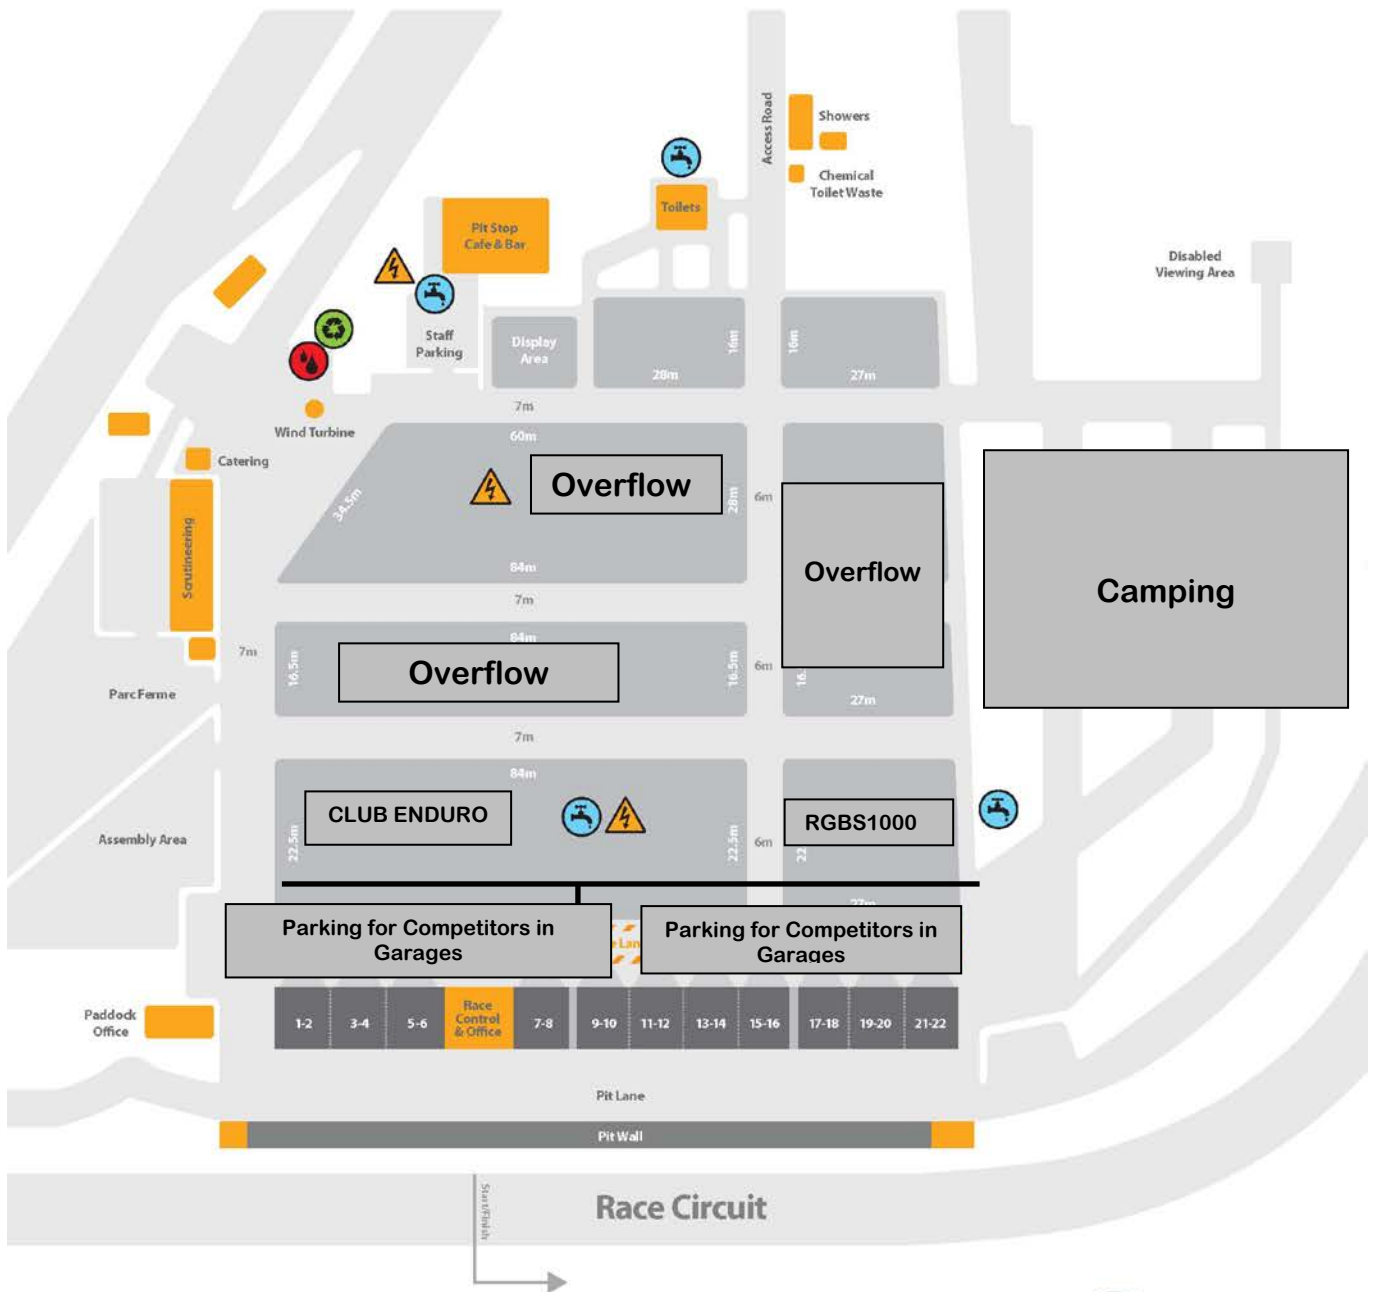 Access Road
Showers
Chemical
Toilet Waste
Toilets
Pit Stop
Cafe & Bar
Disabled
Viewing Area
Staff
Parking
Display
Area
16m
16m
28m
27m
7m
Wind Turbine
60m
Catering
Overflow
34.5m
28m
6m
Overflow
Camping
Scrutineering
84m
7m
84m
7m
16.5m
Overflow
16.5m
6m
16.
27m
Parc Ferme
7m
84m
CLUB ENDURO
RGBS1000
Assembly Area
22.5m
22.5m
6m
22.
27m
Parking for Competitors in
Garages
Parking for Competitors in
Garages
Paddock
Office
1-2
3-4
5-6
Race
Control
& Office
7-8
9-10
11-12
13-14
15-16
17-18
19-20
21-22
Pit Lane
Pit Wall
Start/Finish
Race Circuit